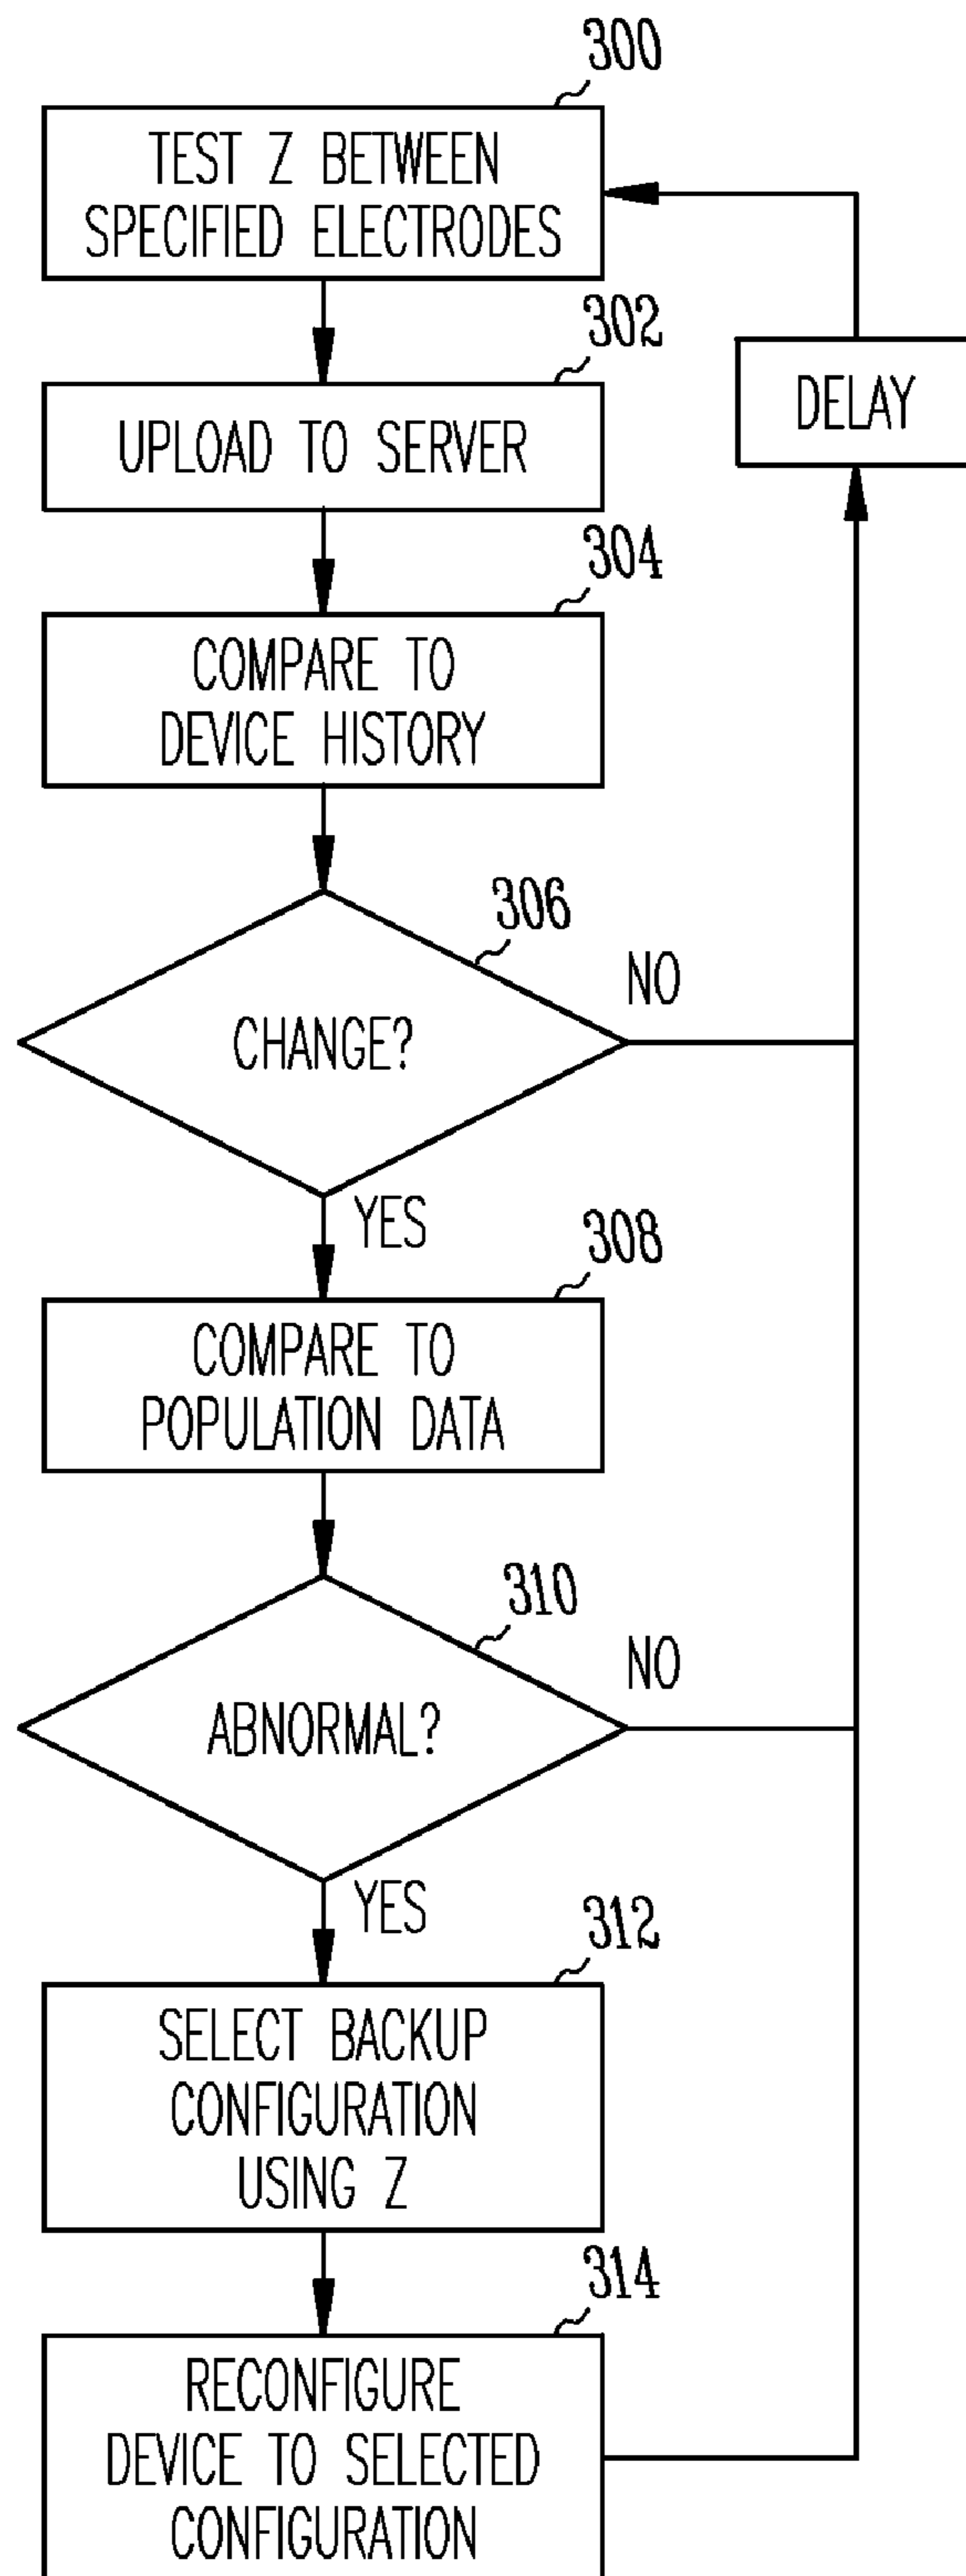 300
TEST Z BETWEEN
SPECIFIED ELECTRODES
302
UPLOAD TO SERVER
DELAY
304
COMPARE TO
DEVICE HISTORY
306
NO
CHANGE?
YES
308
COMPARE TO
POPULATION DATA
310
NO
ABNORMAL?
YES
312
SELECT BACKUP
CONFIGURATION
USING Z
314
RECONFIGURE
DEVICE TO SELECTED
CONFIGURATION